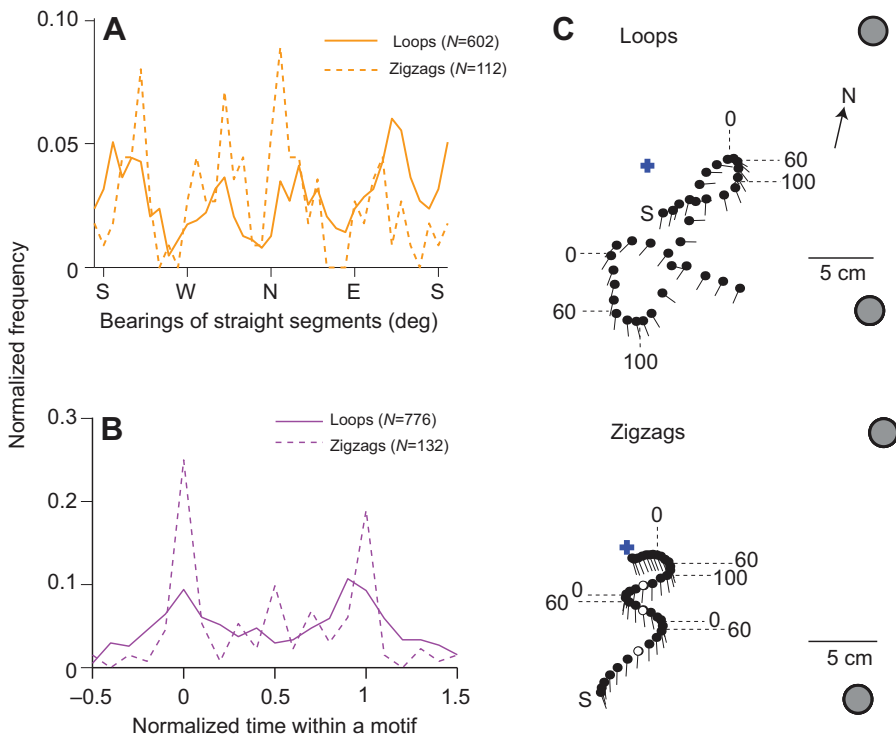 A
0.10
0.05
0
Loops (N=602)
Zigzags (N=112)
S W N E S
Bearings of straight segments (deg)
Normalized frequency
B
0.3
0.2
0.1
0
Loops (N=776)
Zigzags (N=132)
–0.5 0 0.5 1 1.5
Normalized time within a motif
C
Loops
N
0
60
100
S
0
60
100
5 cm
Zigzags
0
60
100
0
60
0
60
S
5 cm